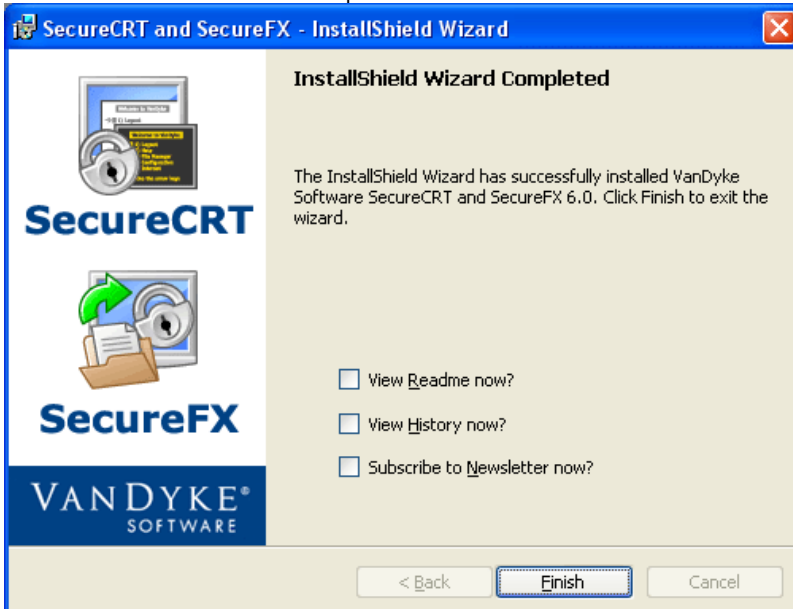 SecureCRT and SecureFX - InstallShield Wizard
InstallShield Wizard Completed
The InstallShield Wizard has successfully installed VanDyke
Software SecureCRT and SecureFX 6.0. Click Finish to exit the
wizard.
SecureCRT
SecureFX
View Readme now?
View History now?
Subscribe to Newsletter now?
VANDYKE®
SOFTWARE
< Back
Finish
Cancel